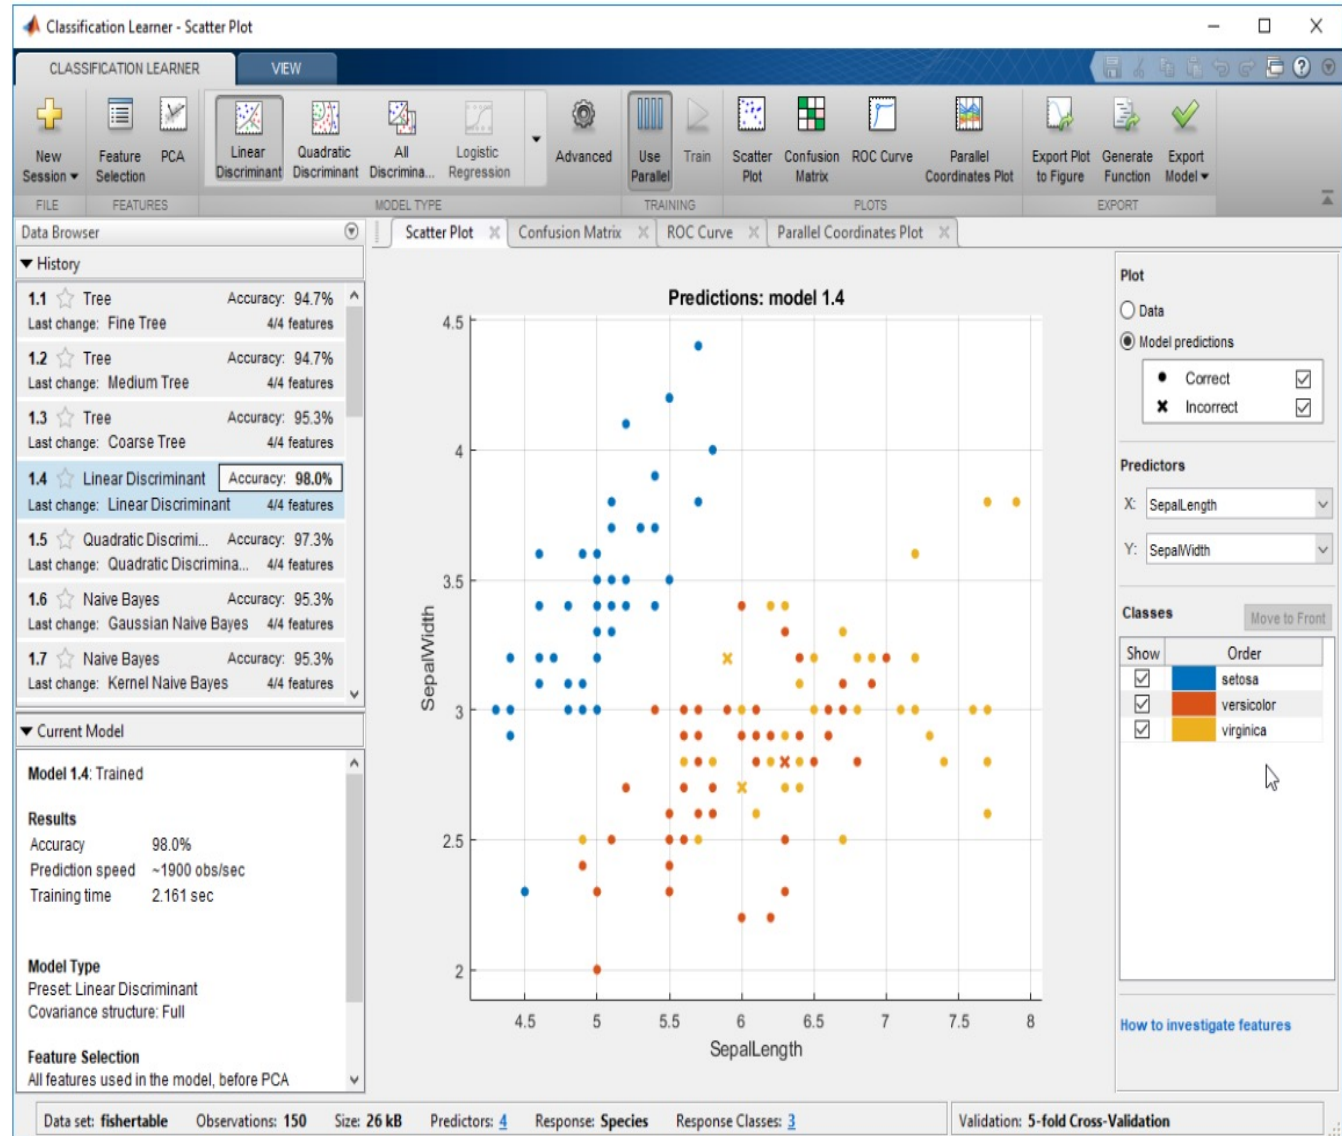 Classification Learner - Scatter Plot
CLASSIFICATION LEARNER VIEW
New Session
Feature Selection
PCA
Linear Discriminant
Quadratic Discriminant
All Discrimina...
Logistic Regression
Advanced
Use Parallel
Train
Scatter Plot
Confusion Matrix
ROC Curve
Parallel Coordinates Plot
Export Plot to Figure
Generate Function
Export Model
FILE FEATURES MODEL TYPE TRAINING PLOTS EXPORT
Data Browser
History
1.1 Tree Accuracy: 94.7%
Last change: Fine Tree 4/4 features
1.2 Tree Accuracy: 94.7%
Last change: Medium Tree 4/4 features
1.3 Tree Accuracy: 95.3%
Last change: Coarse Tree 4/4 features
1.4 Linear Discriminant Accuracy: 98.0%
Last change: Linear Discriminant 4/4 features
1.5 Quadratic Discrimi... Accuracy: 97.3%
Last change: Quadratic Discrimina... 4/4 features
1.6 Naive Bayes Accuracy: 95.3%
Last change: Gaussian Naive Bayes 4/4 features
1.7 Naive Bayes Accuracy: 95.3%
Last change: Kernel Naive Bayes 4/4 features
Current Model
Model 1.4: Trained
Results
Accuracy 98.0%
Prediction speed ~1900 obs/sec
Training time 2.161 sec
Model Type
Preset: Linear Discriminant
Covariance structure: Full
Feature Selection
All features used in the model, before PCA
Scatter Plot Confusion Matrix ROC Curve Parallel Coordinates Plot
Predictions: model 1.4
4.5
4
3.5
3
2.5
2
SepalWidth
4.5 5 5.5 6 6.5 7 7.5 8
SepalLength
Plot
Data
Model predictions
Correct
Incorrect
Predictors
X: SepalLength
Y: SepalWidth
Classes Move to Front
Show Order
setosa
versicolor
virginica
How to investigate features
Data set: fishertable Observations: 150 Size: 26 kB Predictors: 4 Response: Species Response Classes: 3 Validation: 5-fold Cross-Validation